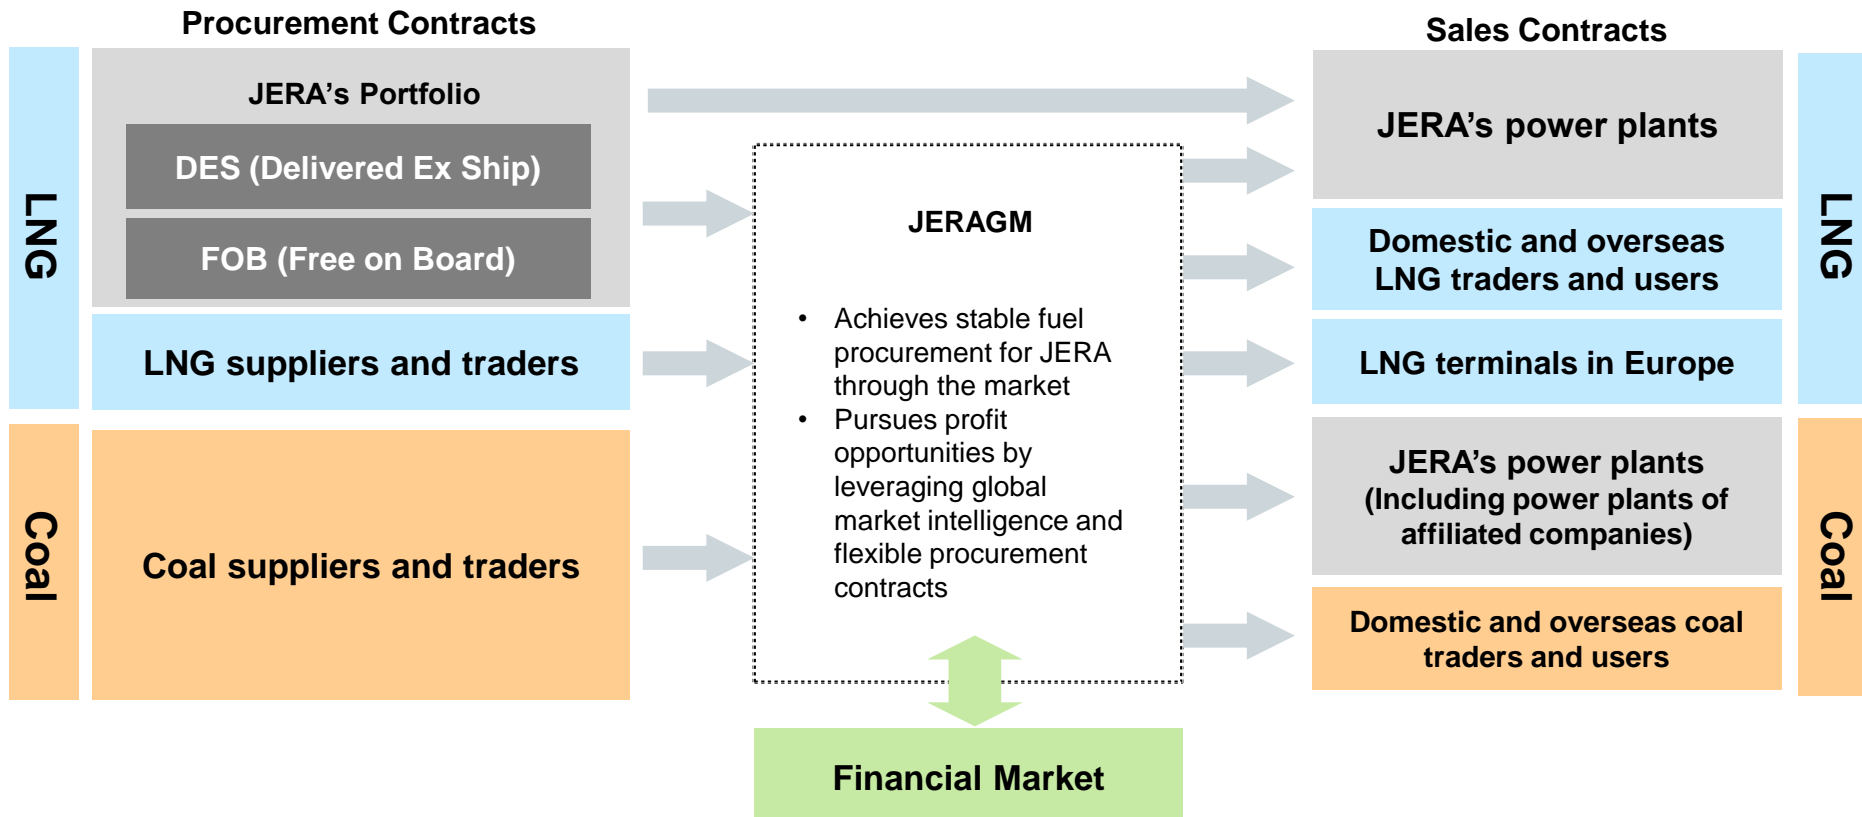 Procurement Contracts
LNG
JERA’s Portfolio
DES (Delivered Ex Ship)
FOB (Free on Board)
LNG suppliers and traders
Coal
Coal suppliers and traders
JERAGM
• Achieves stable fuel
procurement for JERA
through the market
• Pursues profit
opportunities by
leveraging global
market intelligence and
flexible procurement
contracts
Financial Market
Sales Contracts
JERA’s power plants
Domestic and overseas
LNG traders and users
LNG terminals in Europe
LNG
JERA’s power plants
(Including power plants of
affiliated companies)
Domestic and overseas coal
traders and users
Coal